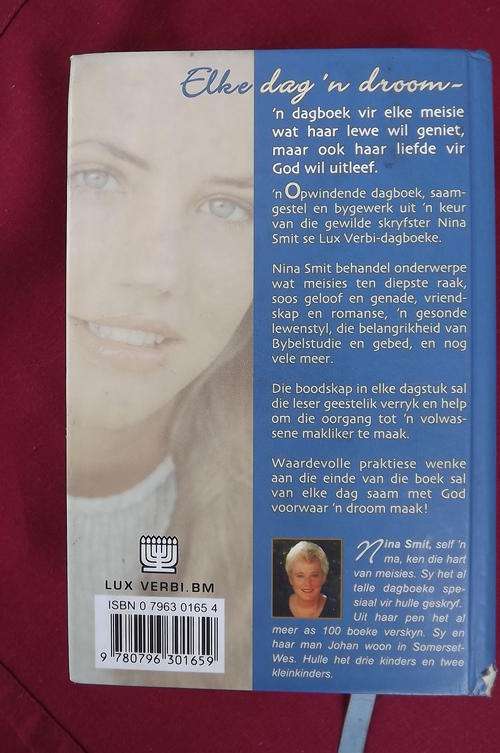 Elke dag 'n droom-
'n dagboek vir elke meisie
wat haar lewe wil geniet,
maar ook haar liefde vir
God wil uitleef.
'n Opwindende dagboek, saam-
gestel en bygewerk uit 'n keur
van die gewilde skryfster Nina
Smit se Lux Verbi-dagboeke.
Nina Smit behandel onderwerpe
wat meisies ten diepste raak,
soos geloof en genade, vriend-
skap en romanse, 'n gesonde
lewenstyl, die belangrikheid van
Bybelstudie en gebed, en nog
vele meer.
Die boodskap in elke dagstuk sal
die leser geestelik verryk en help
om die oorgang tot 'n volwas-
sene makliker te maak.
Waardevolle praktiese wenke
aan die einde van die boek sal
van elke dag saam met God
voorwaar 'n droom maak!
Nina Smit, self 'n
ma, ken die hart
van meisies. Sy het al
talle dagboeke spe-
siaal vir hulle geskryf.
Uit haar pen het al
meer as 100 boeke verskyn. Sy en
haar man Johan woon in Somerset-
Wes. Hulle het drie kinders en twee
kleinkinders.
LUX VERBI.BM
ISBN 0 7963 0165 4
9 780796 301659